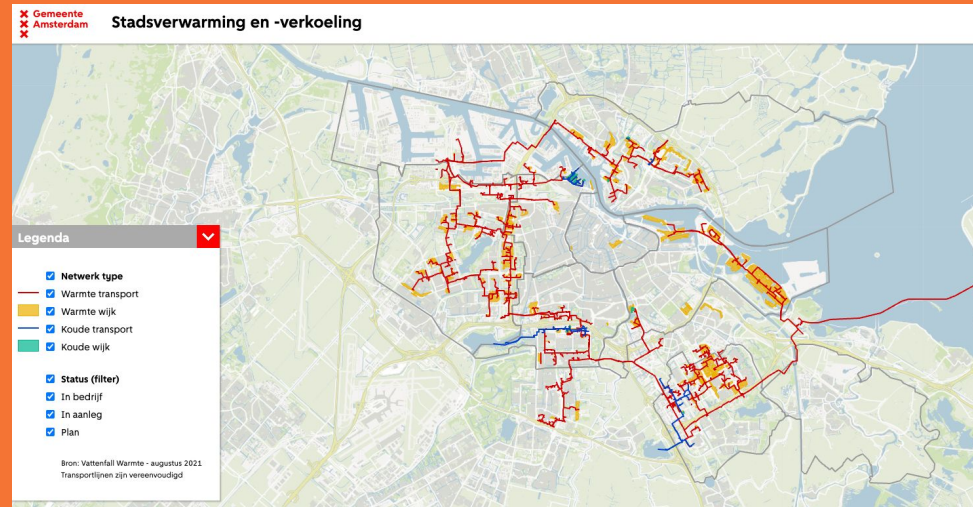 Gemeente
Amsterdam
Stadsverwarming en -verkoeling
Legenda
Netwerk type
Warmte transport
Warmte wijk
Koude transport
Koude wijk
Status (filter)
In bedrijf
In aanleg
Plan
Bron: Vattenfall Warmte - augustus 2021
Transportlijnen zijn vereenvoudigd